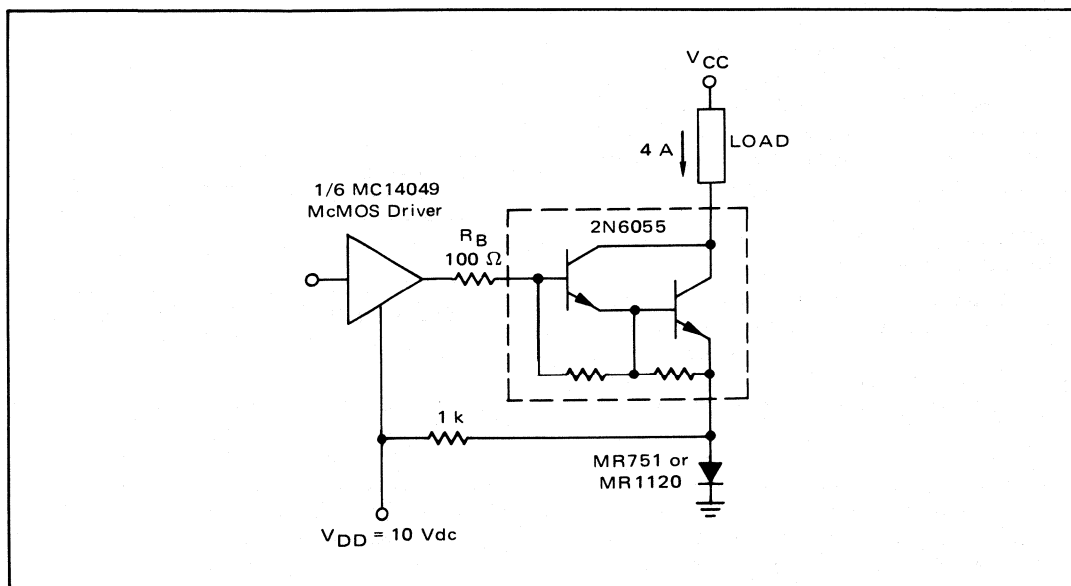 VCC
4 A
LOAD
1/6 MC14049
McMOS Driver
RB
100 Ω
2N6055
1 k
MR751 or
MR1120
VDD = 10 Vdc